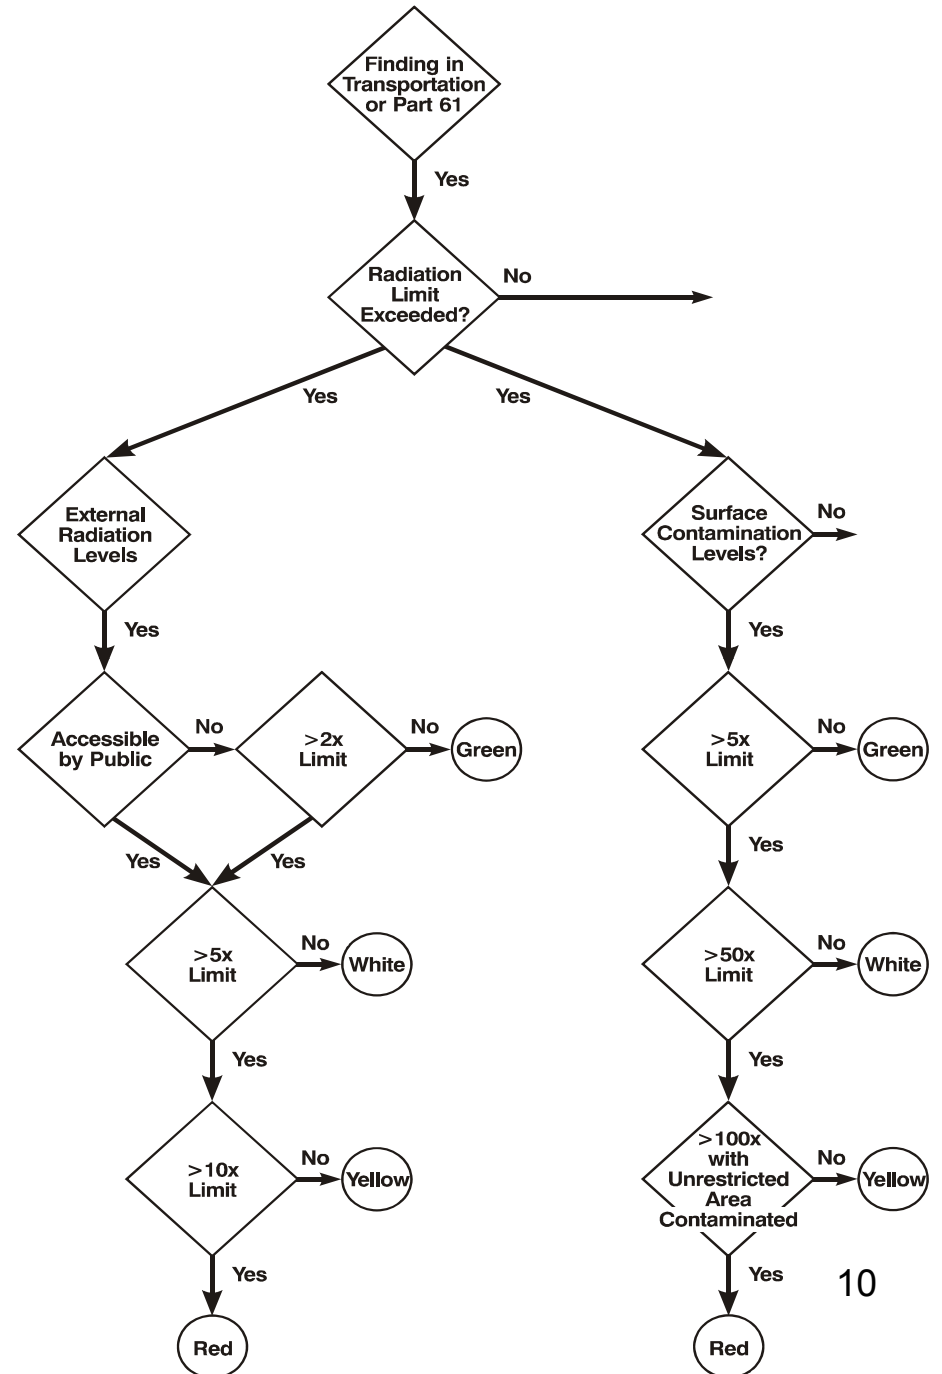 Finding in
Transportation
or Part 61
Yes
Radiation
Limit
Exceeded?
No
Yes
Yes
External
Radiation
Levels
Surface
Contamination
Levels?
No
Yes
Yes
Accessible
by Public
No
>2x
Limit
No
Green
>5x
Limit
No
Green
Yes
Yes
Yes
>5x
Limit
No
White
>50x
Limit
No
White
Yes
Yes
>10x
Limit
No
Yellow
>100x
with
Unrestricted
Area
Contaminated
No
Yellow
Yes
Yes
10
Red
Red